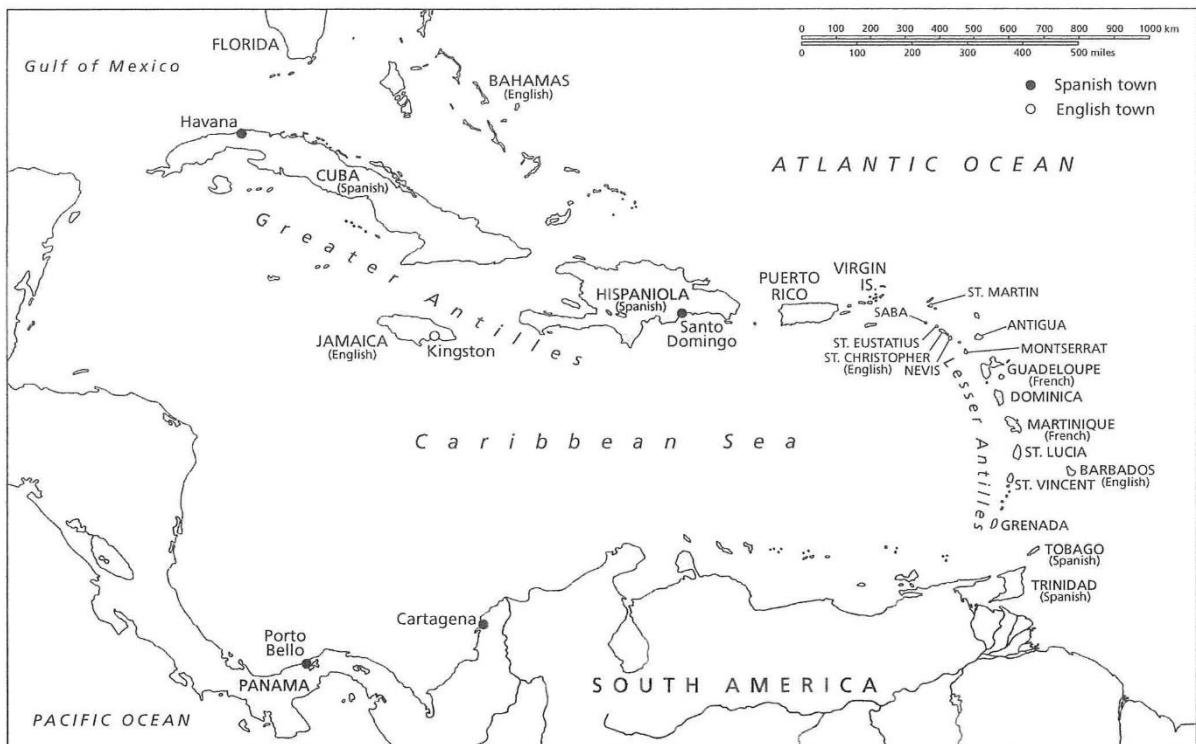 FLORIDA
Gulf of Mexico
0 100 200 300 400 500 600 700 800 900 1000 km
0 100 200 300 400 500 miles
Spanish town
English town
BAHAMAS
(English)
Havana
ATLANTIC OCEAN
CUBA
(Spanish)
Greater Antilles
HISPANIOLA
(Spanish)
Santo
Domingo
PUERTO
RICO
VIRGIN
IS.
ST. MARTIN
SABA
ANTIGUA
ST. EUSTATIUS
MONTSERRAT
ST. CHRISTOPHER
(English)
NEVIS
JAMAICA
(English)
Kingston
GUADELOUPE
(French)
DOMINICA
Lesser Antilles
MARTINIQUE
(French)
Caribbean Sea
ST. LUCIA
BARBADOS
(English)
ST. VINCENT
GRENADA
TOBAGO
(Spanish)
TRINIDAD
(Spanish)
Cartagena
Porto
Bello
PANAMA
SOUTH AMERICA
PACIFIC OCEAN